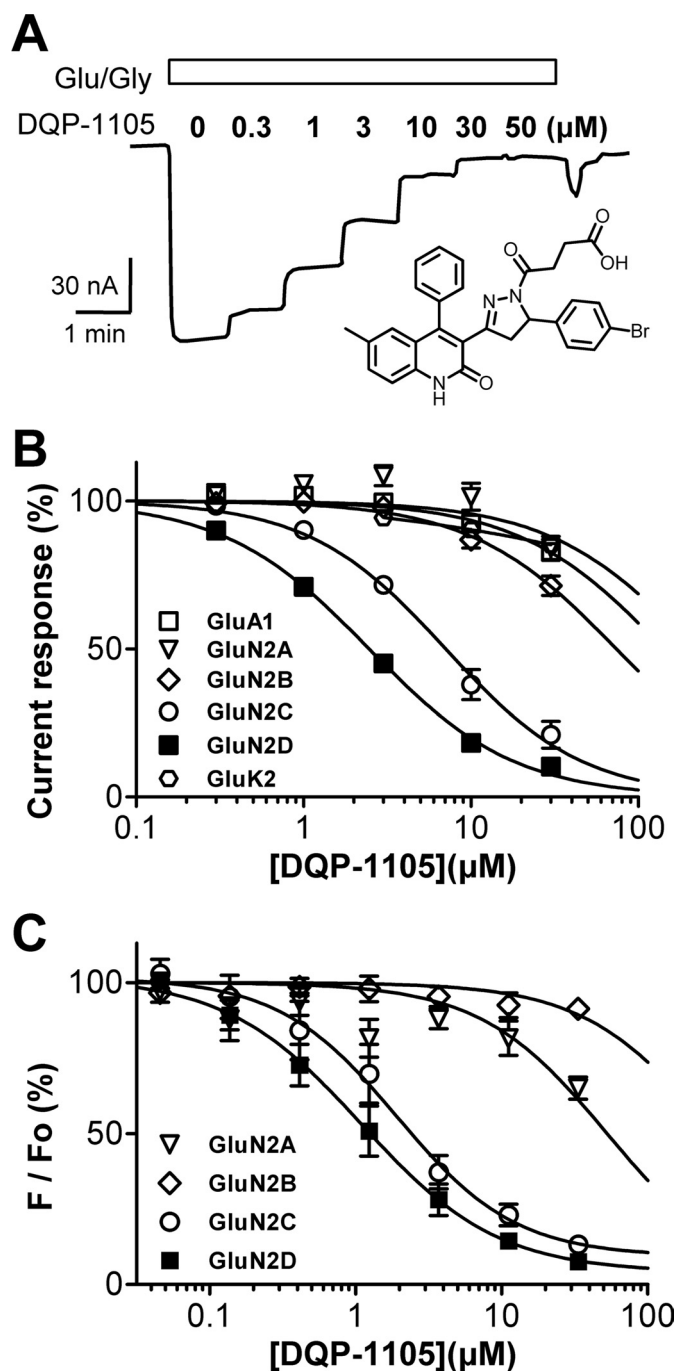 A
Glu/Gly
DQP-1105 0 0.3 1 3 10 30 50 (µM)
30 nA
1 min
O
O
OH
N
N
Br
N
H
O
B
Current response (%)
100
50
0
GluA1
GluN2A
GluN2B
GluN2C
GluN2D
GluK2
0.1 1 10 100
[DQP-1105](µM)
C
F / Fo (%)
100
50
0
GluN2A
GluN2B
GluN2C
GluN2D
0.1 1 10 100
[DQP-1105](µM)